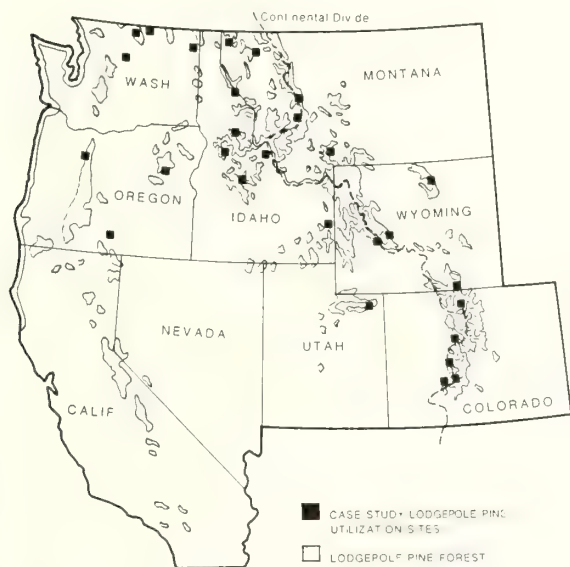 Continental Divide
WASH
MONTANA
OREGON
IDAHO
WYOMING
NEVADA
UTAH
CALIF
COLORADO
CASE STUDY LODGEPOLE PINE
UTILIZATION SITES
LODGEPOLE PINE FOREST